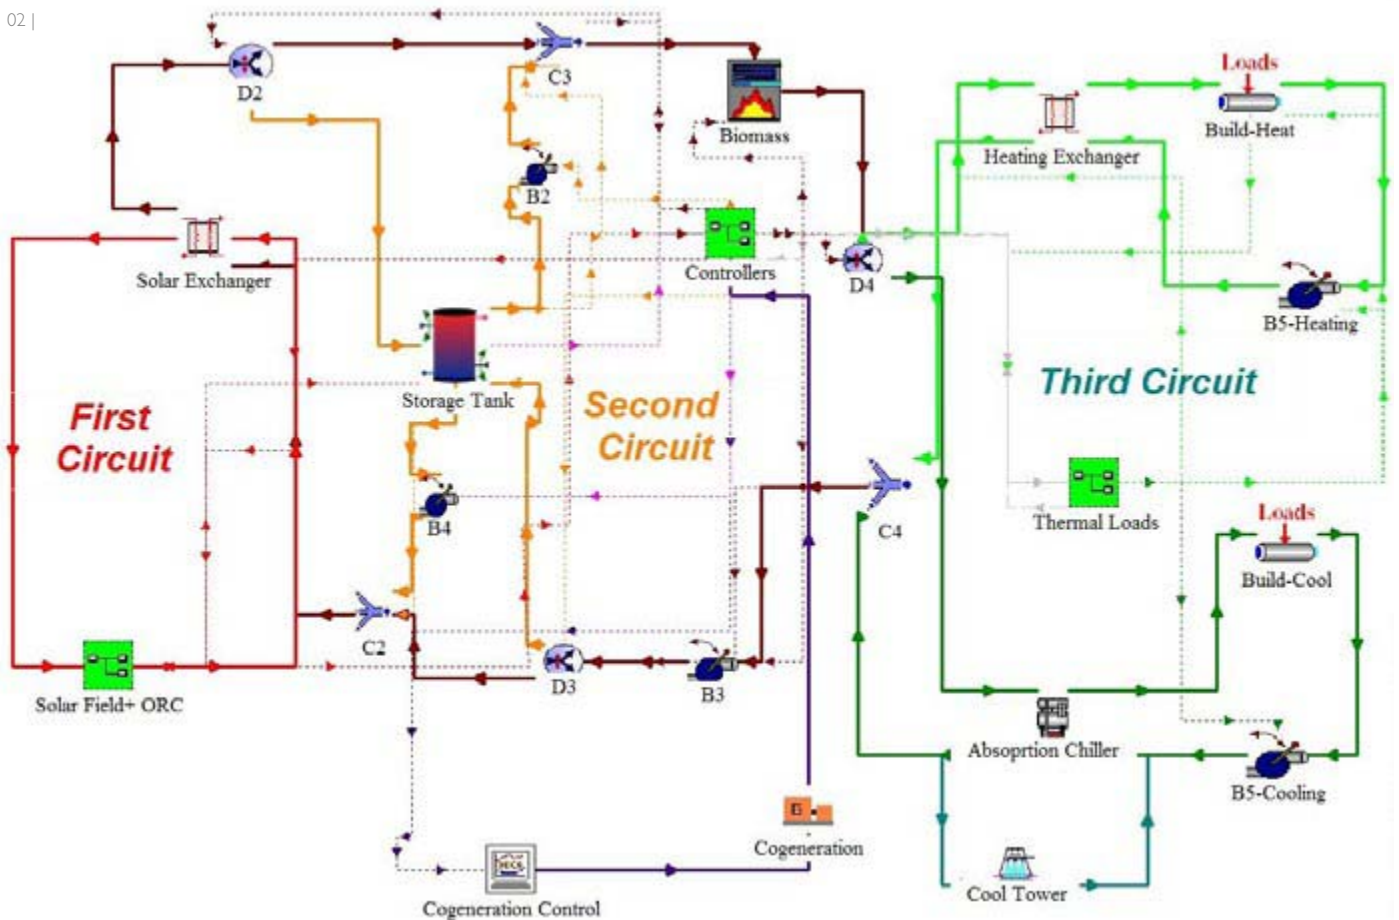 02 |
D2
C3
Biomass
Loads
Build-Heat
Heating Exchanger
B2
Solar Exchanger
Controllers
D4
B5-Heating
Storage Tank
First
Circuit
Second
Circuit
Third Circuit
B4
C4
Thermal Loads
Loads
Build-Cool
C2
D3
B3
Solar Field+ ORC
Absoprtion Chiller
B5-Cooling
Cogeneration
Cool Tower
Cogeneration Control